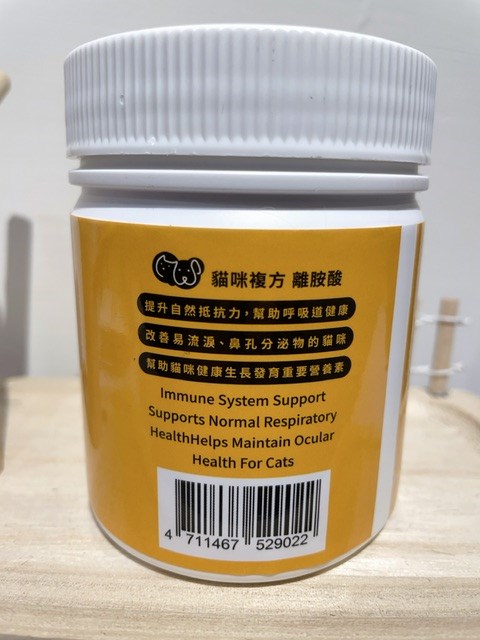 貓咪複方 離胺酸
提升自然抵抗力，幫助呼吸道健康
改善易流淚、鼻孔分泌物的貓咪
幫助貓咪健康生長發育重要營養素
Immune System Support
Supports Normal Respiratory
HealthHelps Maintain Ocular
Health For Cats
4 711467 529022